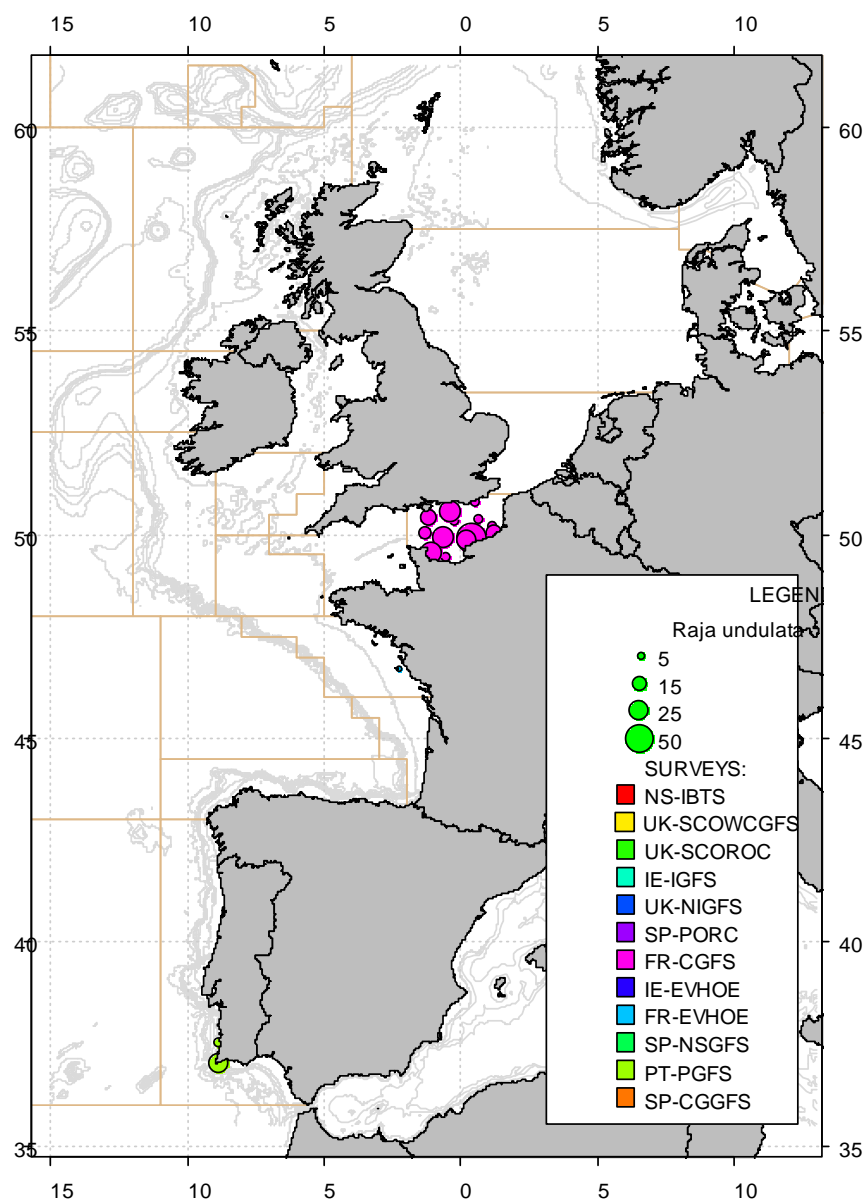 15 10 5 0 5 10
60 60
55 55
50 50
LEGEN
Raja undulata
5
15
25
50
45 45
SURVEYS:
NS-IBTS
UK-SCOWCGFS
UK-SCOROC
IE-IGFS
UK-NIGFS
SP-PORC
40 40
FR-CGFS
IE-EVHOE
FR-EVHOE
SP-NSGFS
PT-PGFS
SP-CGGFS
35 35
15 10 5 0 5 10